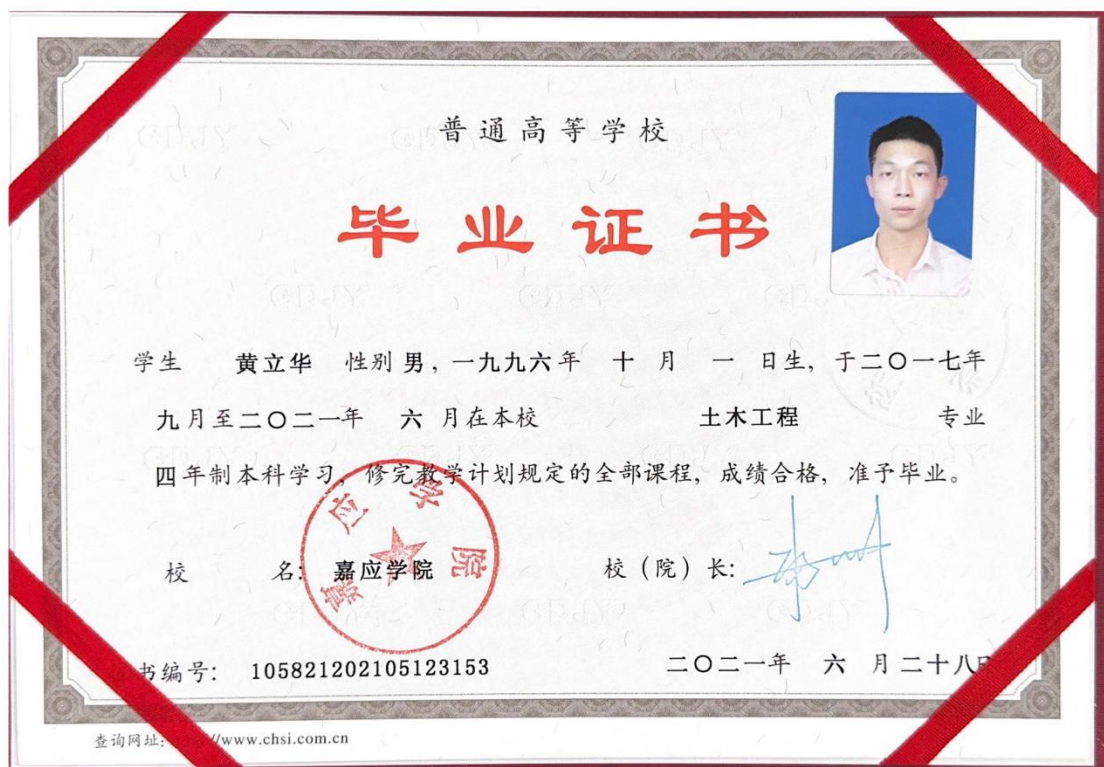 普通高等学校
毕业证书
学生 黄立华 性别 男, 一九九六年 十 月 一 日生, 于二〇一七年
九月至二〇二一年 六 月在本校 土木工程 专业
四年制本科学习, 修完教学计划规定的全部课程, 成绩合格, 准予毕业。
校 名: 嘉应学院
嘉应学院
校(院)长:
书编号: 105821202105123153
二〇二一年 六 月二十八日
查询网址: //www.chsi.com.cn